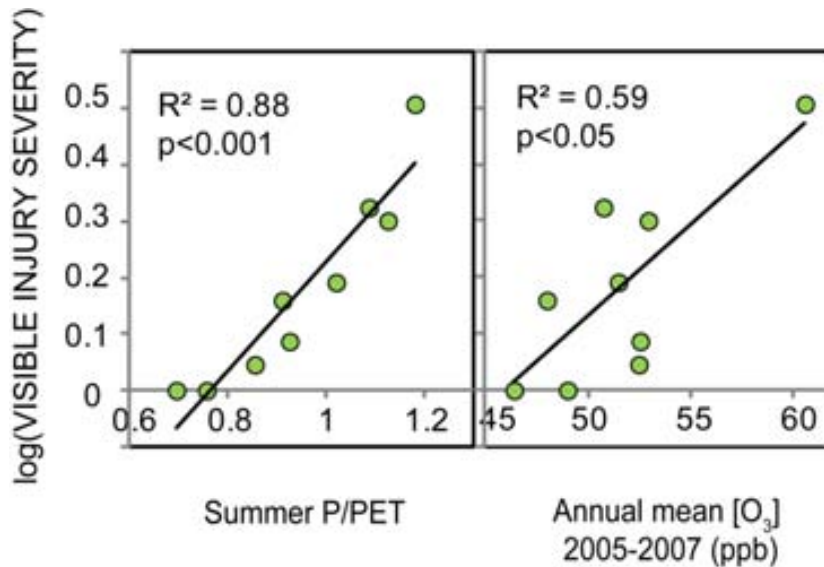 log(VISIBLE INJURY SEVERITY)
0.5
0.4
0.3
0.2
0.1
0
R² = 0.88
p<0.001
0.6
0.8
1
1.2
Summer P/PET
R² = 0.59
p<0.05
45
50
55
60
Annual mean [O₃]
2005-2007 (ppb)